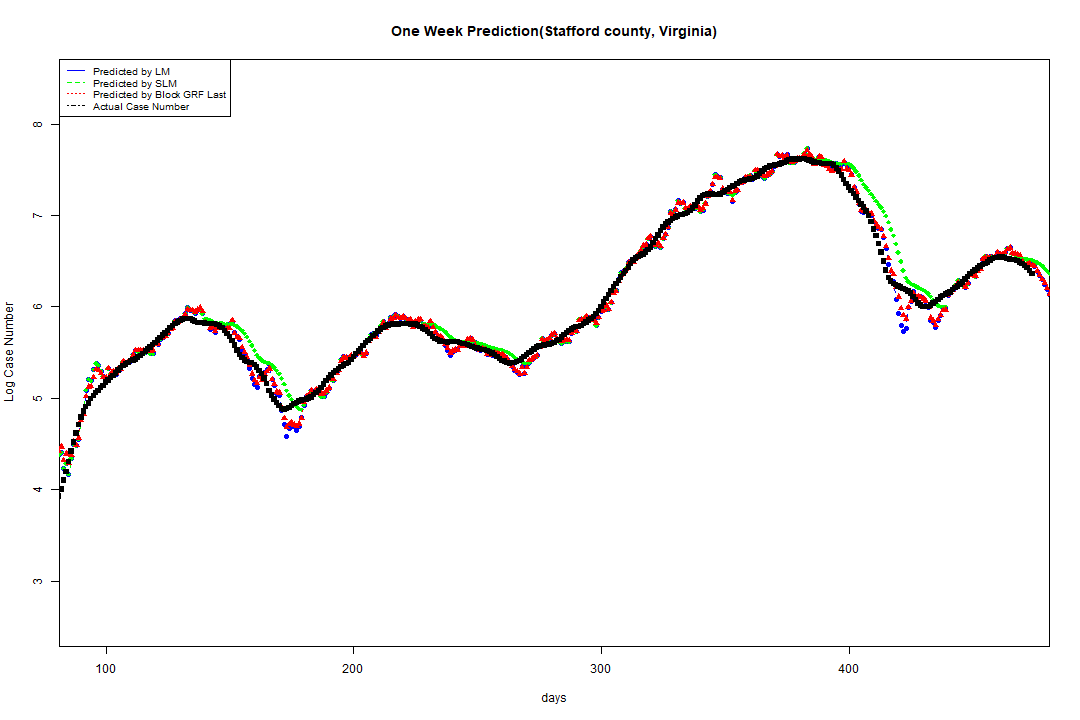 One Week Prediction(Stafford county, Virginia)
Predicted by LM
Predicted by SLM
Predicted by Block GRF Last
Actual Case Number
8
7
6
5
4
3
Log Case Number
100 200 300 400
days